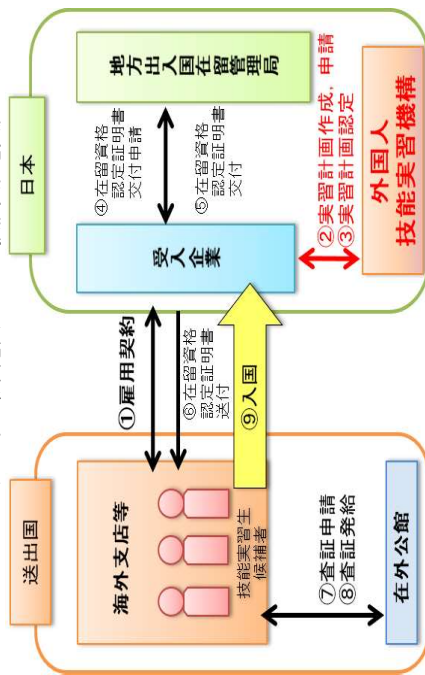 送出国
海外支店等
技能実習生
候補者
在外公館
⑦査証申請
⑧査証発給
①雇用契約
⑥在留資格
認定証明書
送付
⑨入国
日本
受入企業
④在留資格
認定証明書
交付申請
⑤在留資格
認定証明書
交付
地方出入国在留管理局
②実習計画作成，申請
③実習計画認定
外国人
技能実習機構